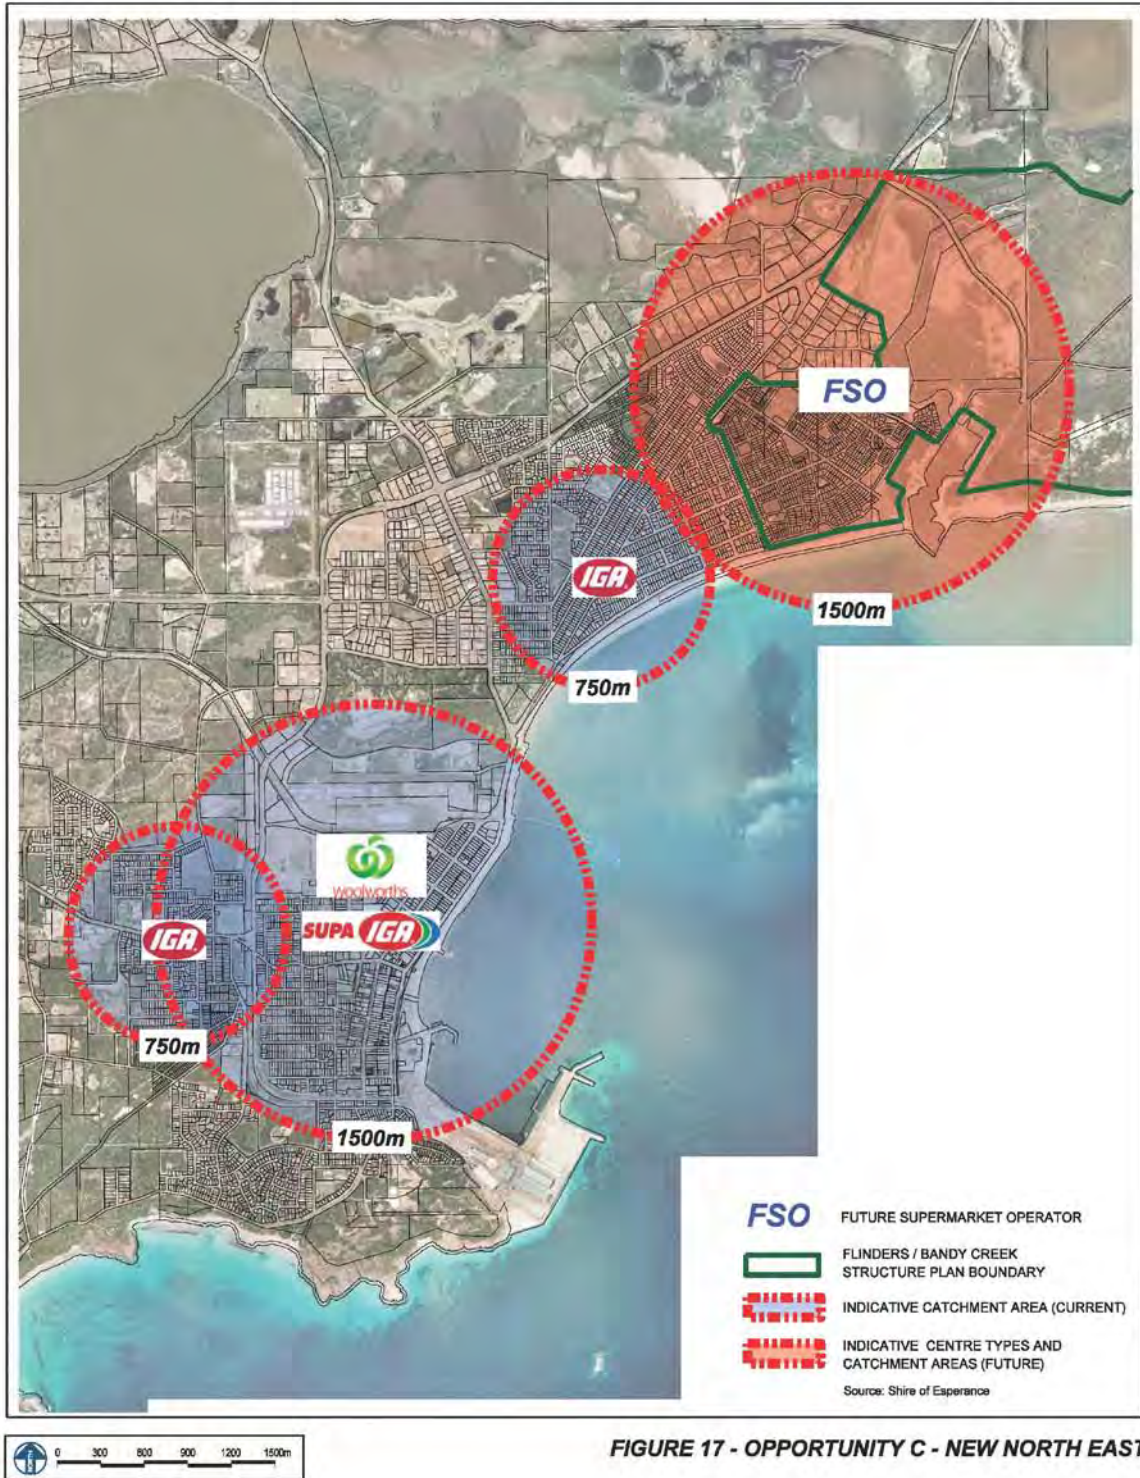 FSO
1500m
IGA
750m
woolworths
SUPA IGA
IGA
750m
1500m
FSO FUTURE SUPERMARKET OPERATOR
FLINDERS / BANDY CREEK
STRUCTURE PLAN BOUNDARY
INDICATIVE CATCHMENT AREA (CURRENT)
INDICATIVE CENTRE TYPES AND
CATCHMENT AREAS (FUTURE)
Source: Shire of Esperance
0 300 600 900 1200 1500m
FIGURE 17 - OPPORTUNITY C - NEW NORTH EAST